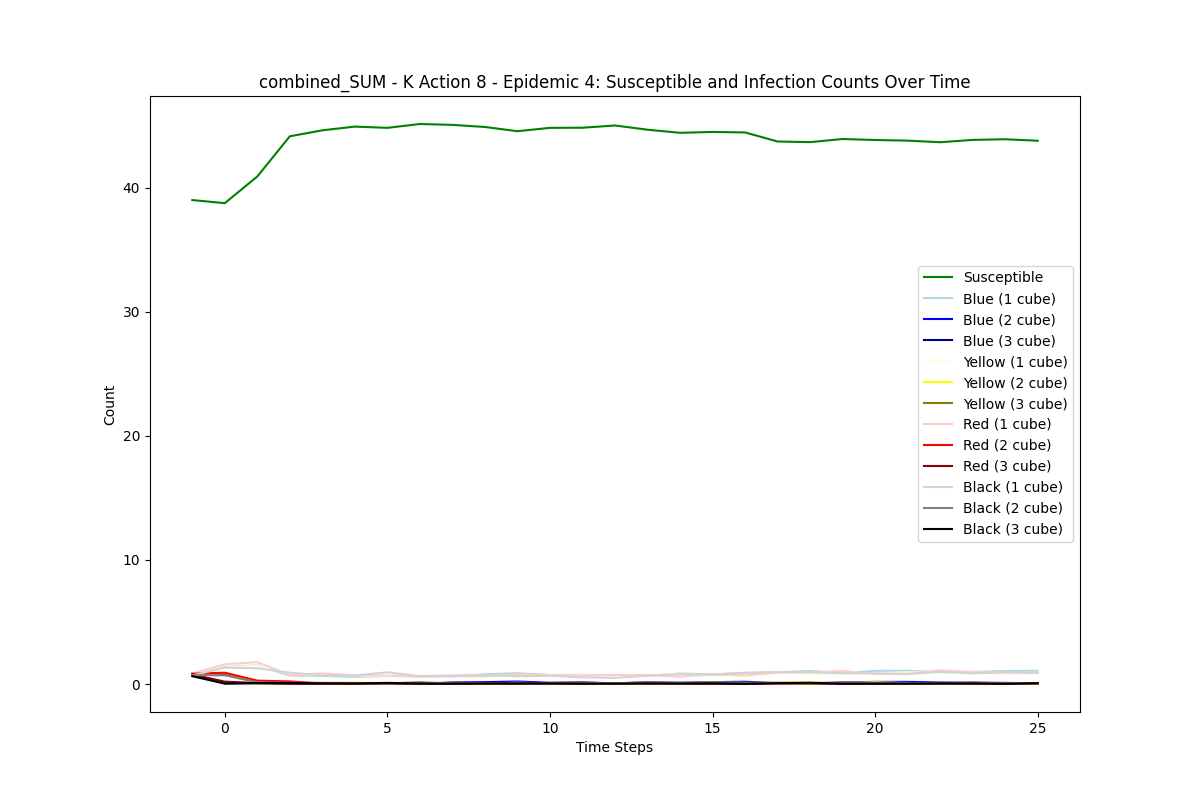 combined_SUM - K Action 8 - Epidemic 4: Susceptible and Infection Counts Over Time
Count
40
30
20
10
0
Susceptible
Blue (1 cube)
Blue (2 cube)
Blue (3 cube)
Yellow (1 cube)
Yellow (2 cube)
Yellow (3 cube)
Red (1 cube)
Red (2 cube)
Red (3 cube)
Black (1 cube)
Black (2 cube)
Black (3 cube)
0 5 10 15 20 25
Time Steps